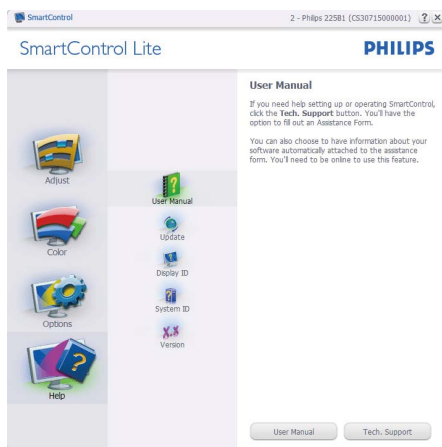 SmartControl
2 - Philips 225B1 (CS30715000001)
? X
SmartControl Lite
PHILIPS
Adjust
Color
Options
Help
User Manual
Update
Display ID
System ID
X.X
Version
User Manual
If you need help setting up or operating SmartControl,
click the Tech. Support button. You'll have the
option to fill out an Assistance Form.
You can also choose to have information about your
software automatically attached to the assistance
form. You'll need to be online to use this feature.
User Manual
Tech. Support